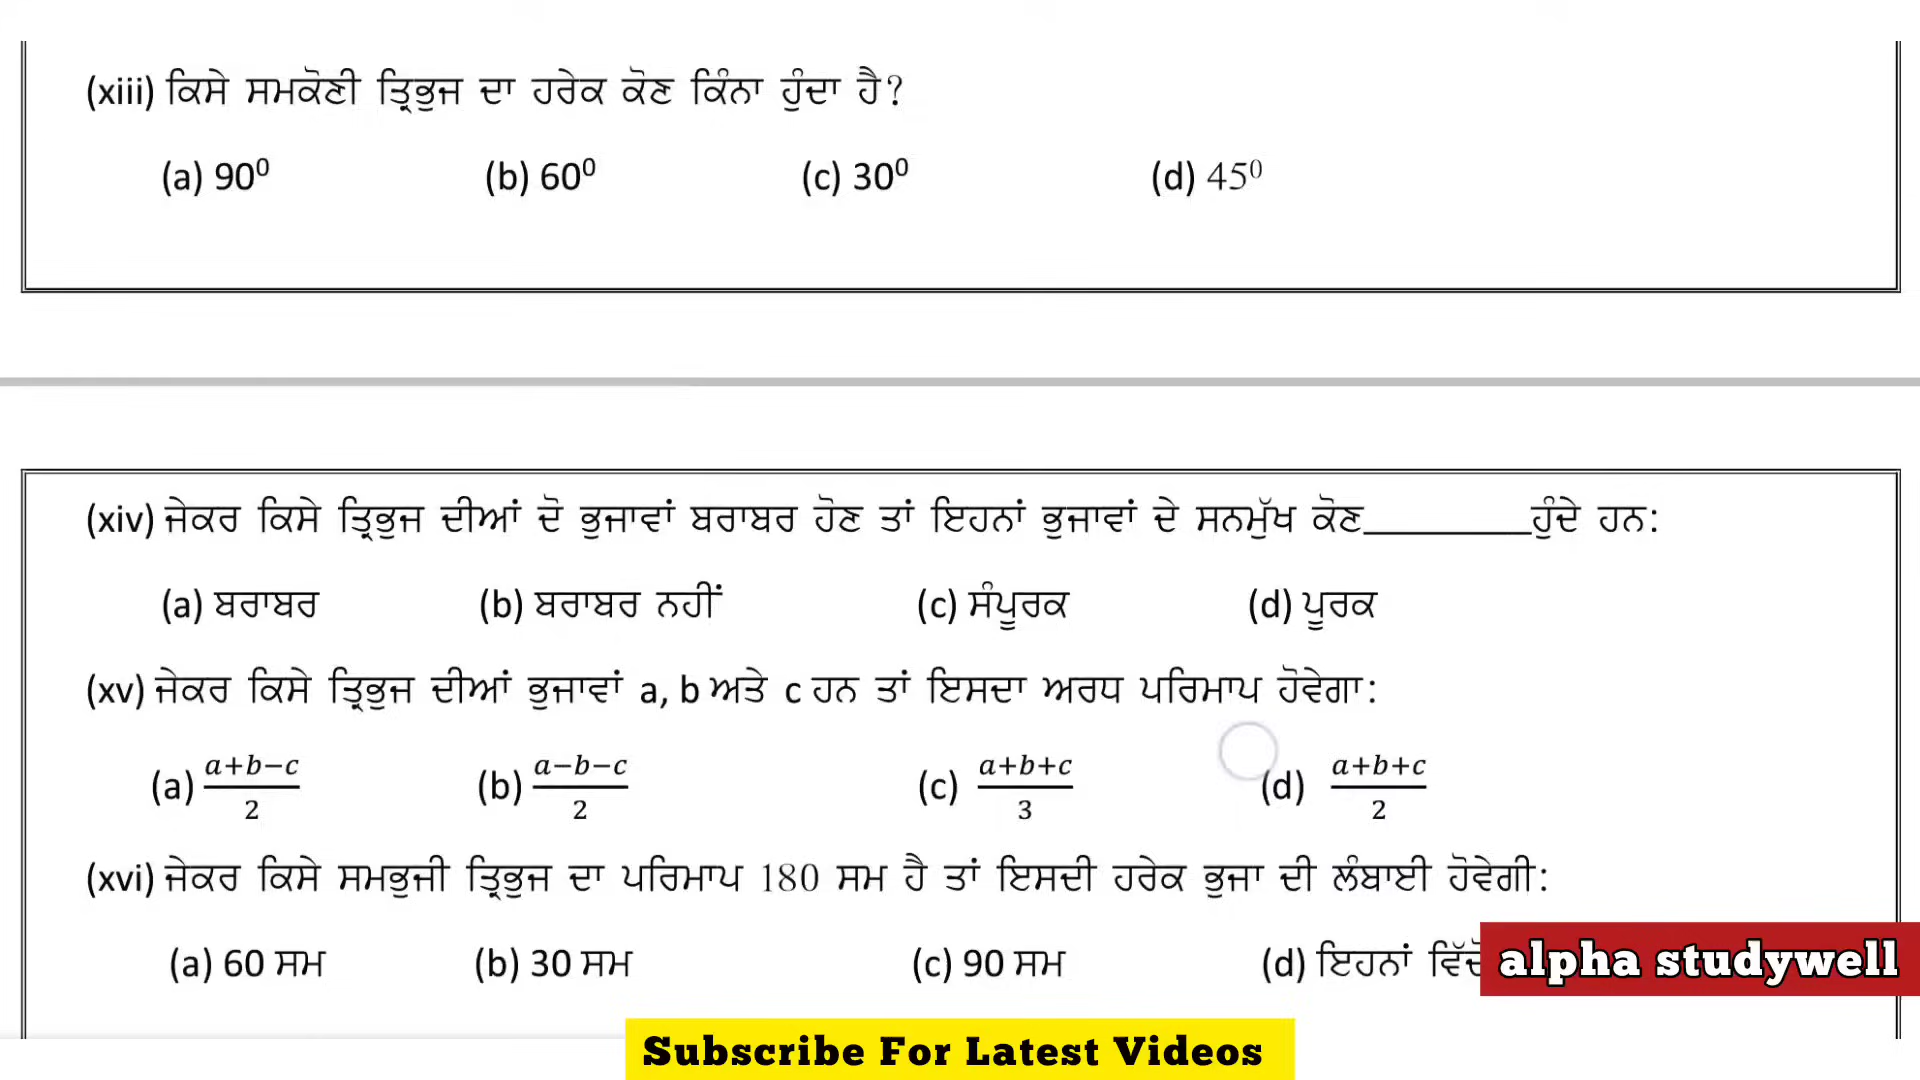 (xiii) ਕਿਸੇ ਸਮਕੋਣੀ ਤ੍ਰਿਭੁਜ ਦਾ ਹਰੇਕ ਕੋਣ ਕਿੰਨਾ ਹੁੰਦਾ ਹੈ?
(a) 90⁰ (b) 60⁰ (c) 30⁰ (d) 45⁰
(xiv) ਜੇਕਰ ਕਿਸੇ ਤ੍ਰਿਭੁਜ ਦੀਆਂ ਦੋ ਭੁਜਾਵਾਂ ਬਰਾਬਰ ਹੋਣ ਤਾਂ ਇਹਨਾਂ ਭੁਜਾਵਾਂ ਦੇ ਸਨਮੁੱਖ ਕੋਣ________ਹੁੰਦੇ ਹਨ:
(a) ਬਰਾਬਰ (b) ਬਰਾਬਰ ਨਹੀਂ (c) ਸੰਪੂਰਕ (d) ਪੂਰਕ
(xv) ਜੇਕਰ ਕਿਸੇ ਤ੍ਰਿਭੁਜ ਦੀਆਂ ਭੁਜਾਵਾਂ a, b ਅਤੇ c ਹਨ ਤਾਂ ਇਸਦਾ ਅਰਧ ਪਰਿਮਾਪ ਹੋਵੇਗਾ:
(a) (a+b−c)/2 (b) (a−b−c)/2 (c) (a+b+c)/3 (d) (a+b+c)/2
(xvi) ਜੇਕਰ ਕਿਸੇ ਸਮਭੁਜੀ ਤ੍ਰਿਭੁਜ ਦਾ ਪਰਿਮਾਪ 180 ਸਮ ਹੈ ਤਾਂ ਇਸਦੀ ਹਰੇਕ ਭੁਜਾ ਦੀ ਲੰਬਾਈ ਹੋਵੇਗੀ:
(a) 60 ਸਮ (b) 30 ਸਮ (c) 90 ਸਮ (d) ਇਹਨਾਂ
alpha studywell
Subscribe For Latest Videos